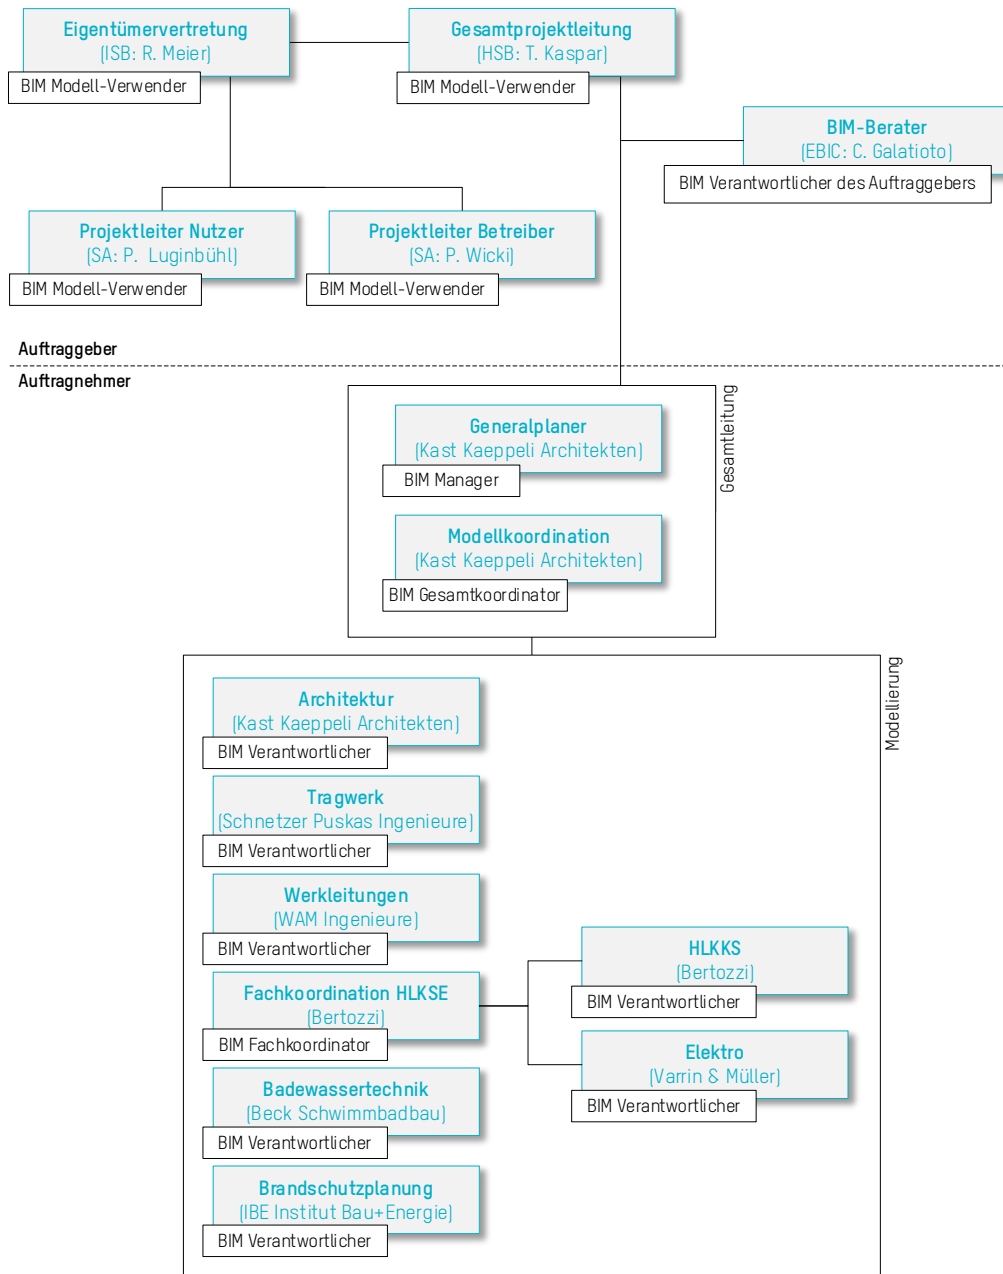 Eigentümervertretung
(ISB: R. Meier)
BIM Modell-Verwender
Gesamtprojektleitung
(HSB: T. Kaspar)
BIM Modell-Verwender
BIM-Berater
(EBIC: C. Galatioto)
BIM Verantwortlicher des Auftraggebers
Projektleiter Nutzer
(SA: P. Luginbühl)
BIM Modell-Verwender
Projektleiter Betreiber
(SA: P. Wicki)
BIM Modell-Verwender
Auftraggeber
Auftragnehmer
Gesamtleitung
Generalplaner
(Kast Kaeppeli Architekten)
BIM Manager
Modellkoordination
(Kast Kaeppeli Architekten)
BIM Gesamtkoordinator
Modellierung
Architektur
(Kast Kaeppeli Architekten)
BIM Verantwortlicher
Tragwerk
(Schnetzer Puskas Ingenieure)
BIM Verantwortlicher
Werkleitungen
(WAM Ingenieure)
BIM Verantwortlicher
Fachkoordination HLKSE
(Bertozzi)
BIM Fachkoordinator
HLKKS
(Bertozzi)
BIM Verantwortlicher
Elektro
(Varrin & Müller)
BIM Verantwortlicher
Badewassertechnik
(Beck Schwimmbadbau)
BIM Verantwortlicher
Brandschutzplanung
(IBE Institut Bau+Energie)
BIM Verantwortlicher